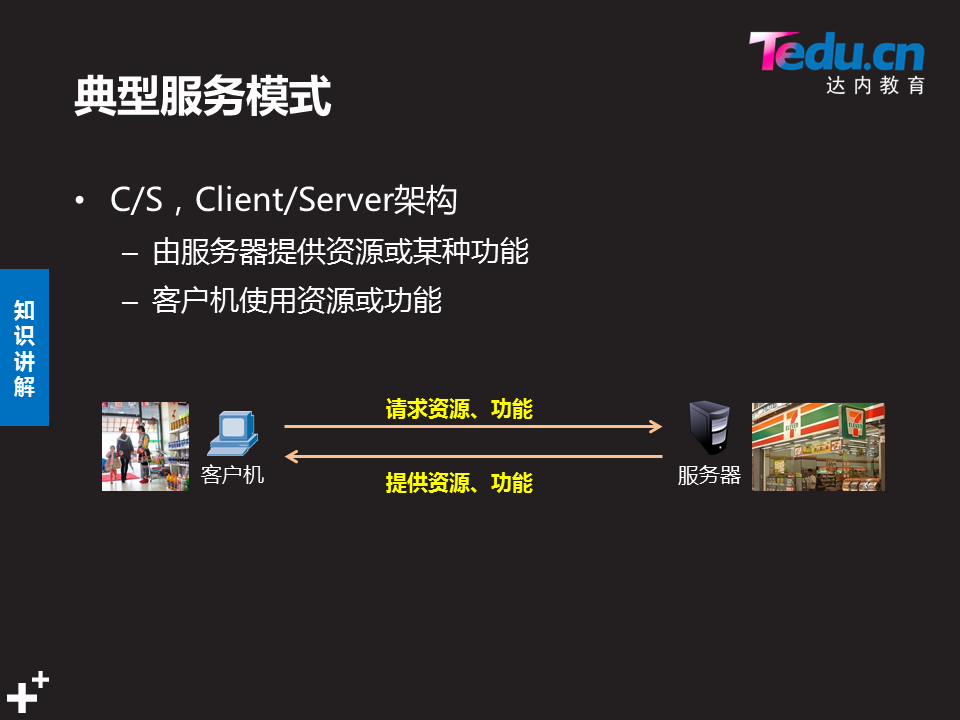 Tedu.cn
达内教育
典型服务模式
• C/S，Client/Server架构
– 由服务器提供资源或某种功能
– 客户机使用资源或功能
知识讲解
请求资源、功能
客户机
服务器
提供资源、功能
7
ELEVEN
7